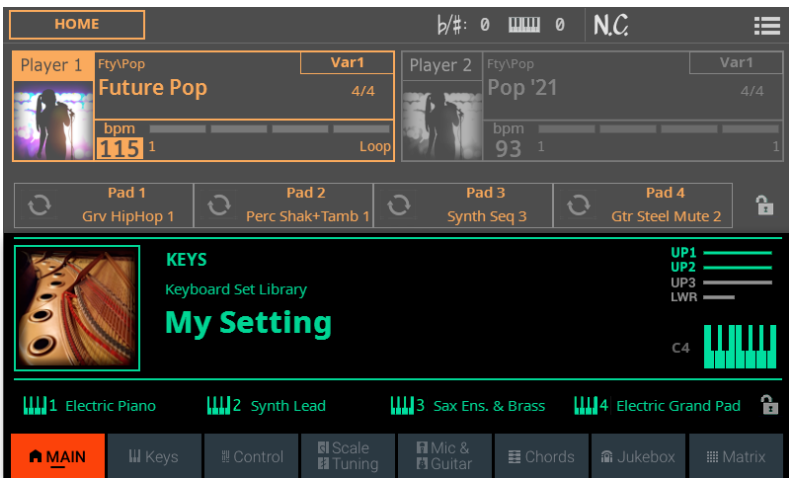 HOME
♭/#: 0
0
N.C.
Player 1
Fty\Pop
Var1
Future Pop
4/4
bpm
115
1
Loop
Player 2
Fty\Pop
Var1
Pop '21
4/4
bpm
93
1
1
Pad 1
Grv HipHop 1
Pad 2
Perc Shak+Tamb 1
Pad 3
Synth Seq 3
Pad 4
Gtr Steel Mute 2
KEYS
Keyboard Set Library
My Setting
UP1
UP2
UP3
LWR
C4
1 Electric Piano
2 Synth Lead
3 Sax Ens. & Brass
4 Electric Grand Pad
MAIN
Keys
Control
Scale
Tuning
Mic &
Guitar
Chords
Jukebox
Matrix